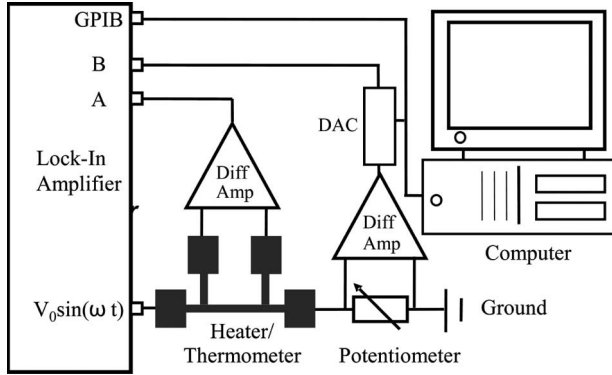 GPIB
B
A
DAC
Lock-In
Amplifier
Diff
Amp
Diff
Amp
Computer
V₀sin(ω t)
Heater/
Thermometer
Potentiometer
Ground